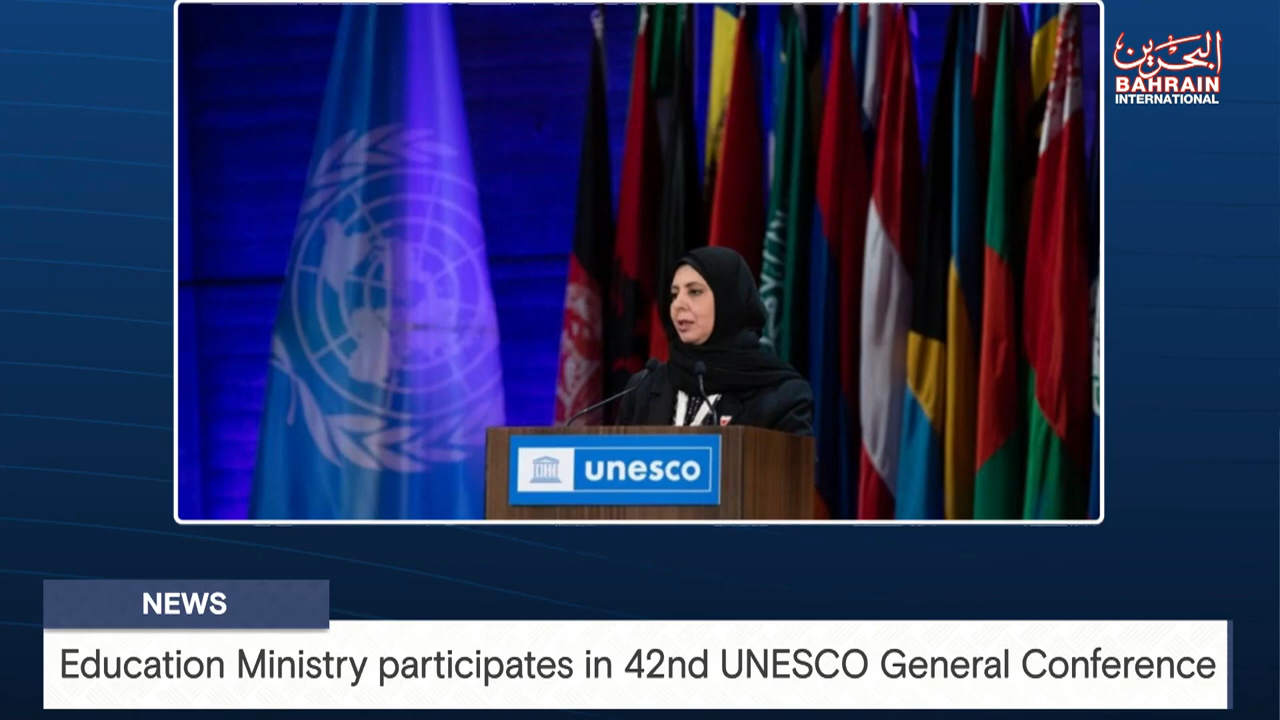 البحرين
BAHRAIN
INTERNATIONAL
unesco
NEWS
Education Ministry participates in 42nd UNESCO General Conference